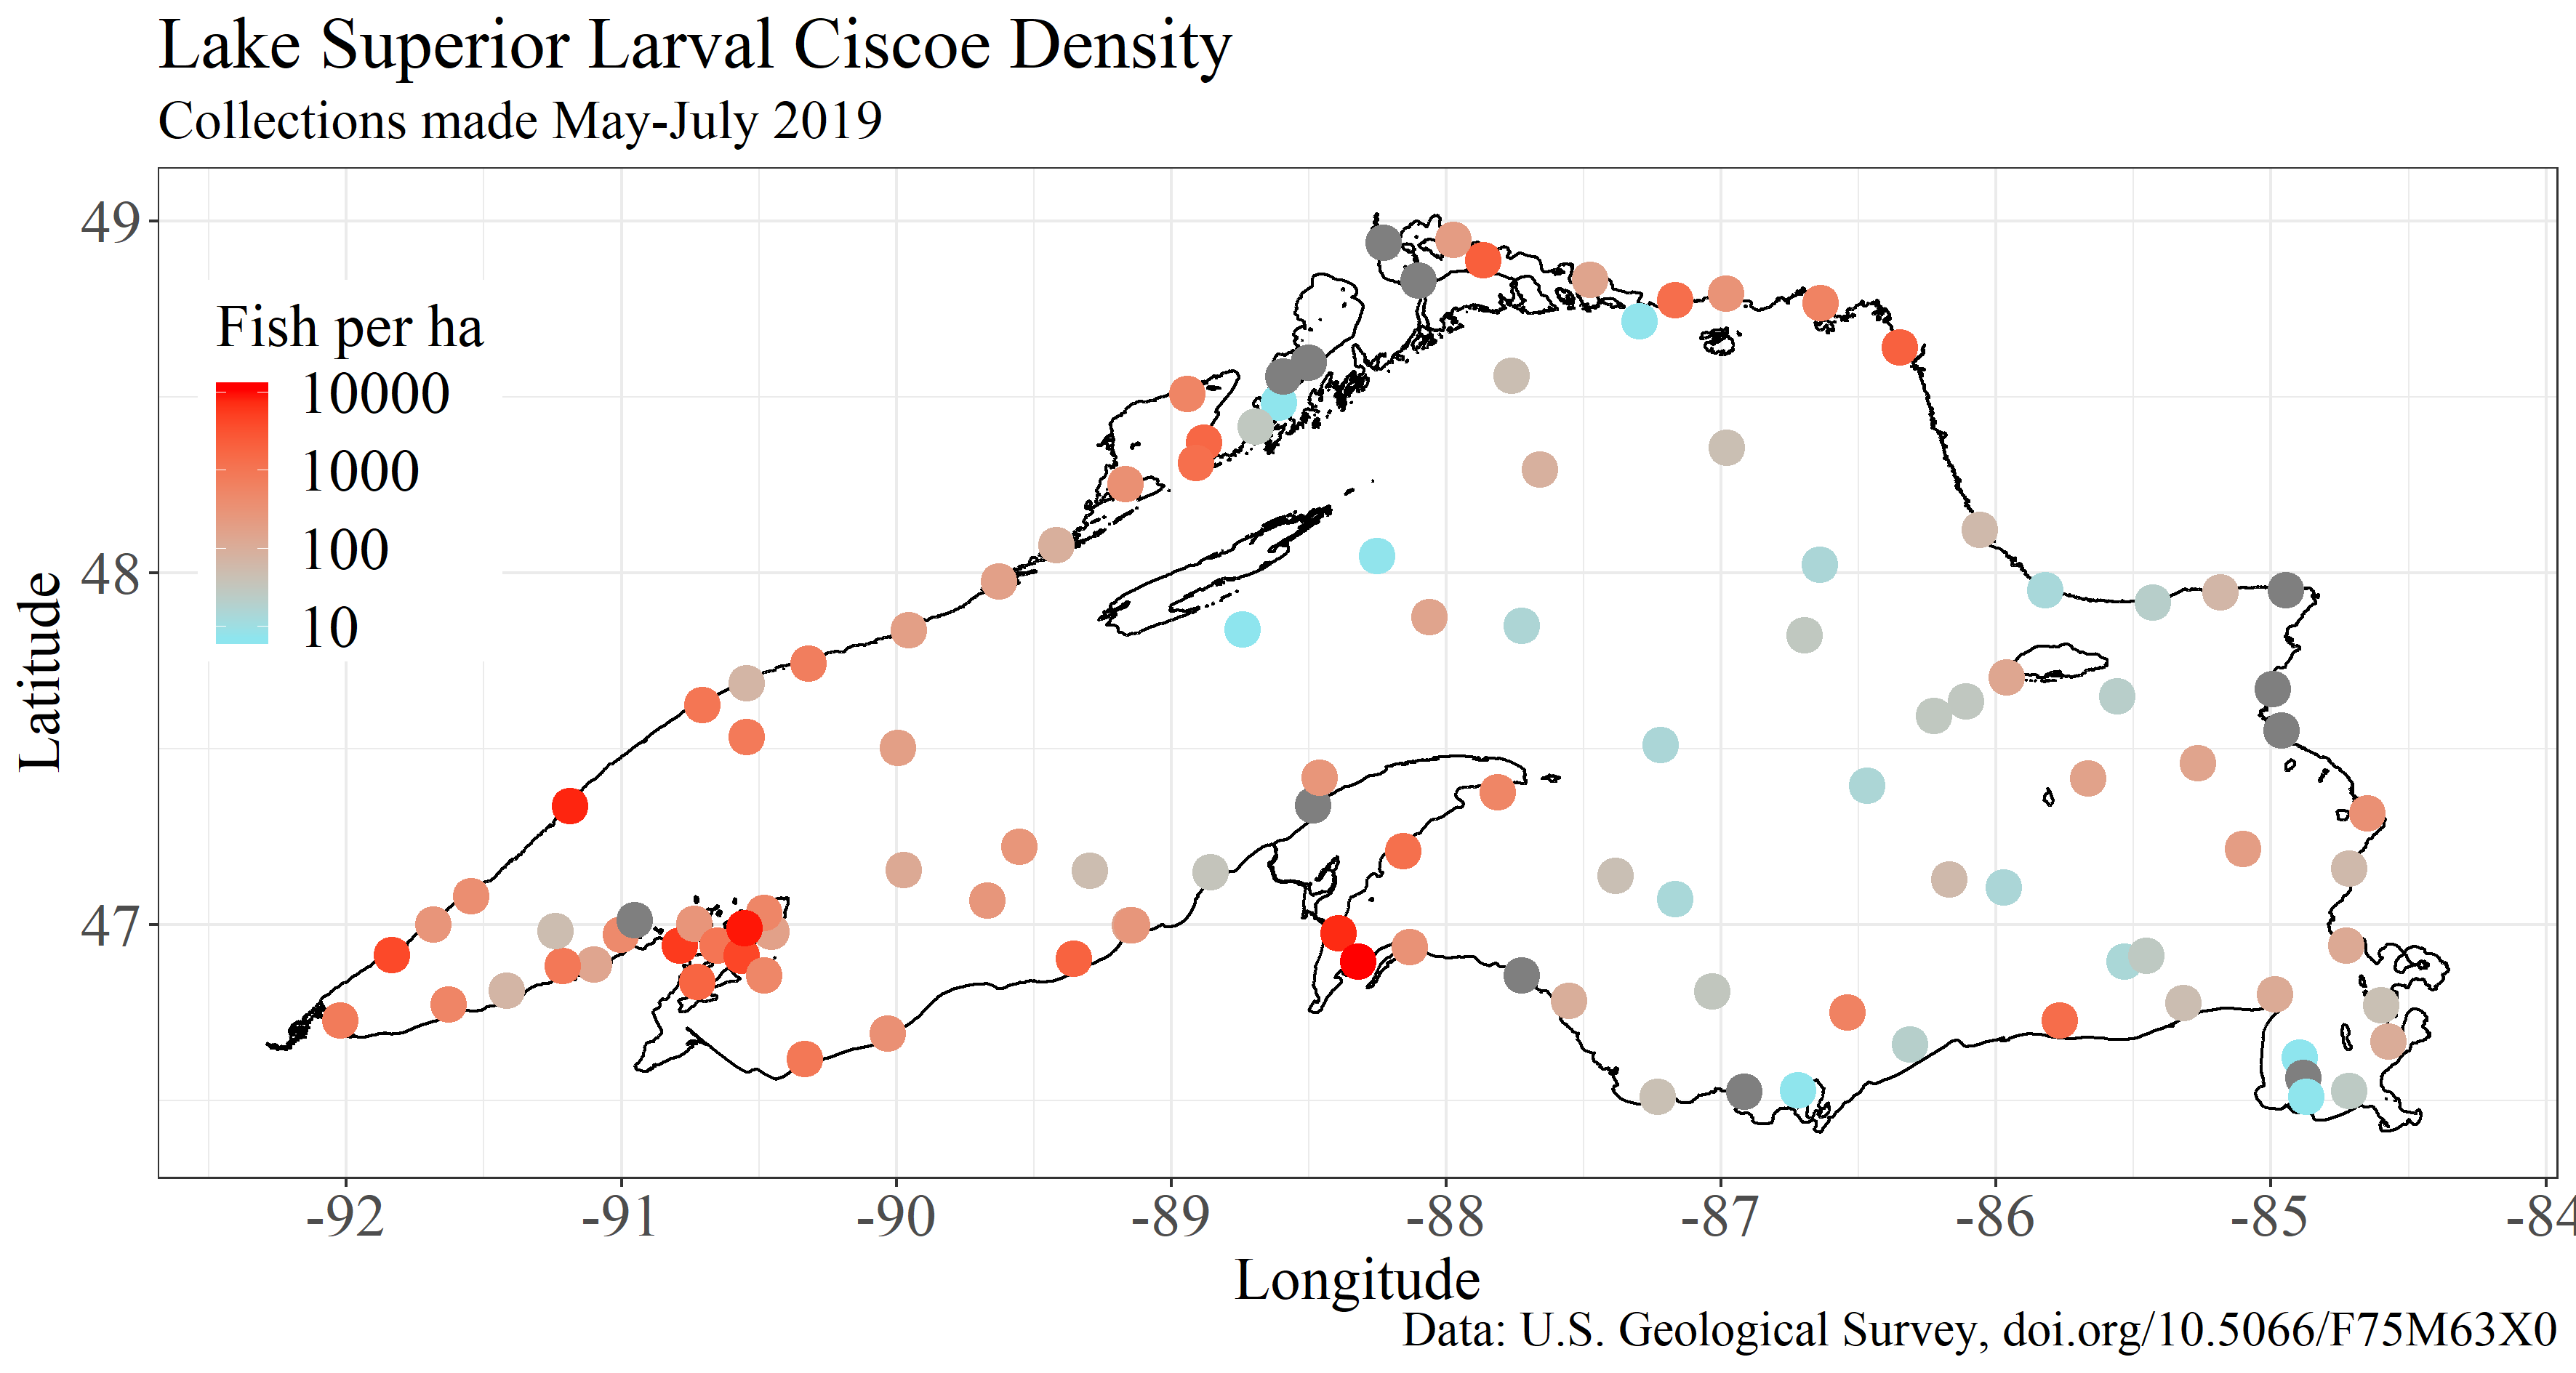 Lake Superior Larval Ciscoe Density
Collections made May-July 2019
Fish per ha
10000
1000
100
10
Latitude
49
48
47
-92 -91 -90 -89 -88 -87 -86 -85 -84
Longitude
Data: U.S. Geological Survey, doi.org/10.5066/F75M63X0